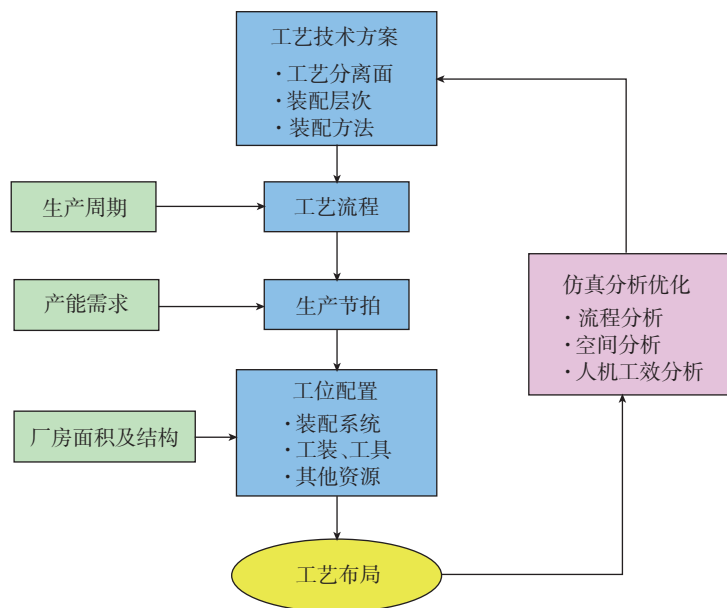 工艺技术方案
·工艺分离面
·装配层次
·装配方法
生产周期
工艺流程
产能需求
生产节拍
厂房面积及结构
工位配置
·装配系统
·工装、工具
·其他资源
工艺布局
仿真分析优化
·流程分析
·空间分析
·人机工效分析